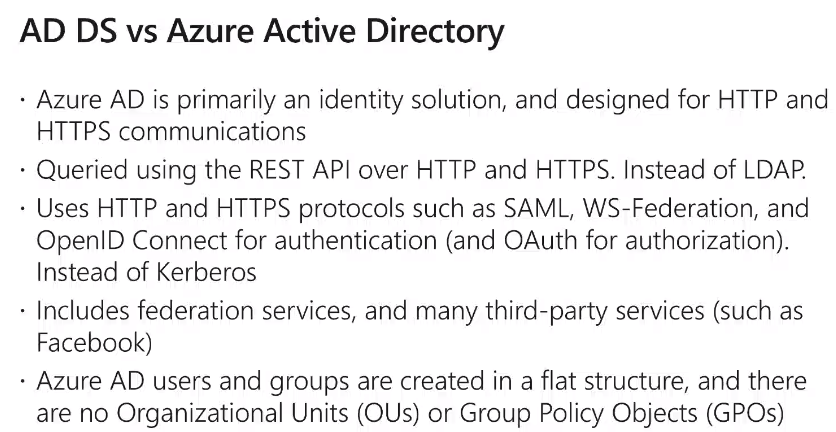 AD DS vs Azure Active Directory
· Azure AD is primarily an identity solution, and designed for HTTP and
HTTPS communications
· Queried using the REST API over HTTP and HTTPS. Instead of LDAP.
· Uses HTTP and HTTPS protocols such as SAML, WS-Federation, and
OpenID Connect for authentication (and OAuth for authorization).
Instead of Kerberos
· Includes federation services, and many third-party services (such as
Facebook)
· Azure AD users and groups are created in a flat structure, and there
are no Organizational Units (OUs) or Group Policy Objects (GPOs)